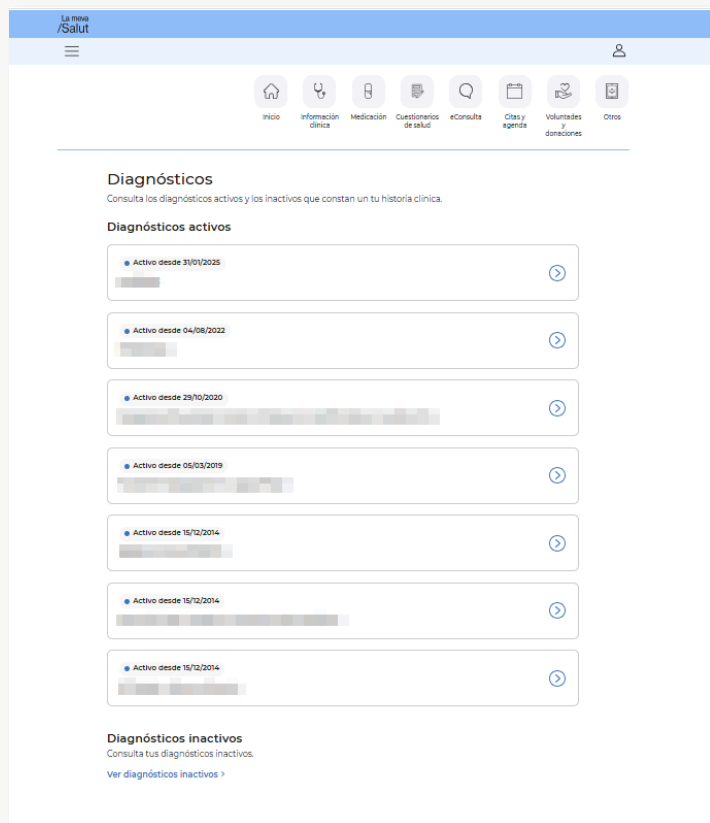 La meva
/Salut
Inicio
Información
clínica
Medicación
Cuestionarios
de salud
eConsulta
Citas y
agenda
Voluntades
y
donaciones
Otros
Diagnósticos
Consulta los diagnósticos activos y los inactivos que constan un tu historia clínica.
Diagnósticos activos
Activo desde 31/01/2025
Activo desde 04/08/2022
Activo desde 29/10/2020
Activo desde 05/03/2019
Activo desde 15/12/2014
Activo desde 15/12/2014
Activo desde 15/12/2014
Diagnósticos inactivos
Consulta tus diagnósticos inactivos.
Ver diagnósticos inactivos >